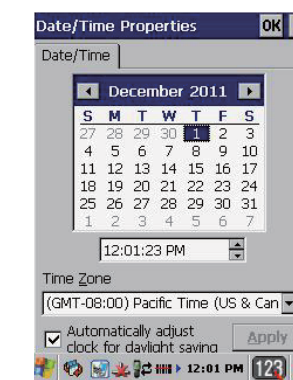 Date/Time Properties OK
Date/Time
December 2011
S M T W T F S
27 28 29 30 1 2 3
4 5 6 7 8 9 10
11 12 13 14 15 16 17
18 19 20 21 22 23 24
25 26 27 28 29 30 31
1 2 3 4 5 6 7
12:01:23 PM
Time Zone
(GMT-08:00) Pacific Time (US & Can
Automatically adjust
clock for daylight saving
Apply
12:01 PM 123